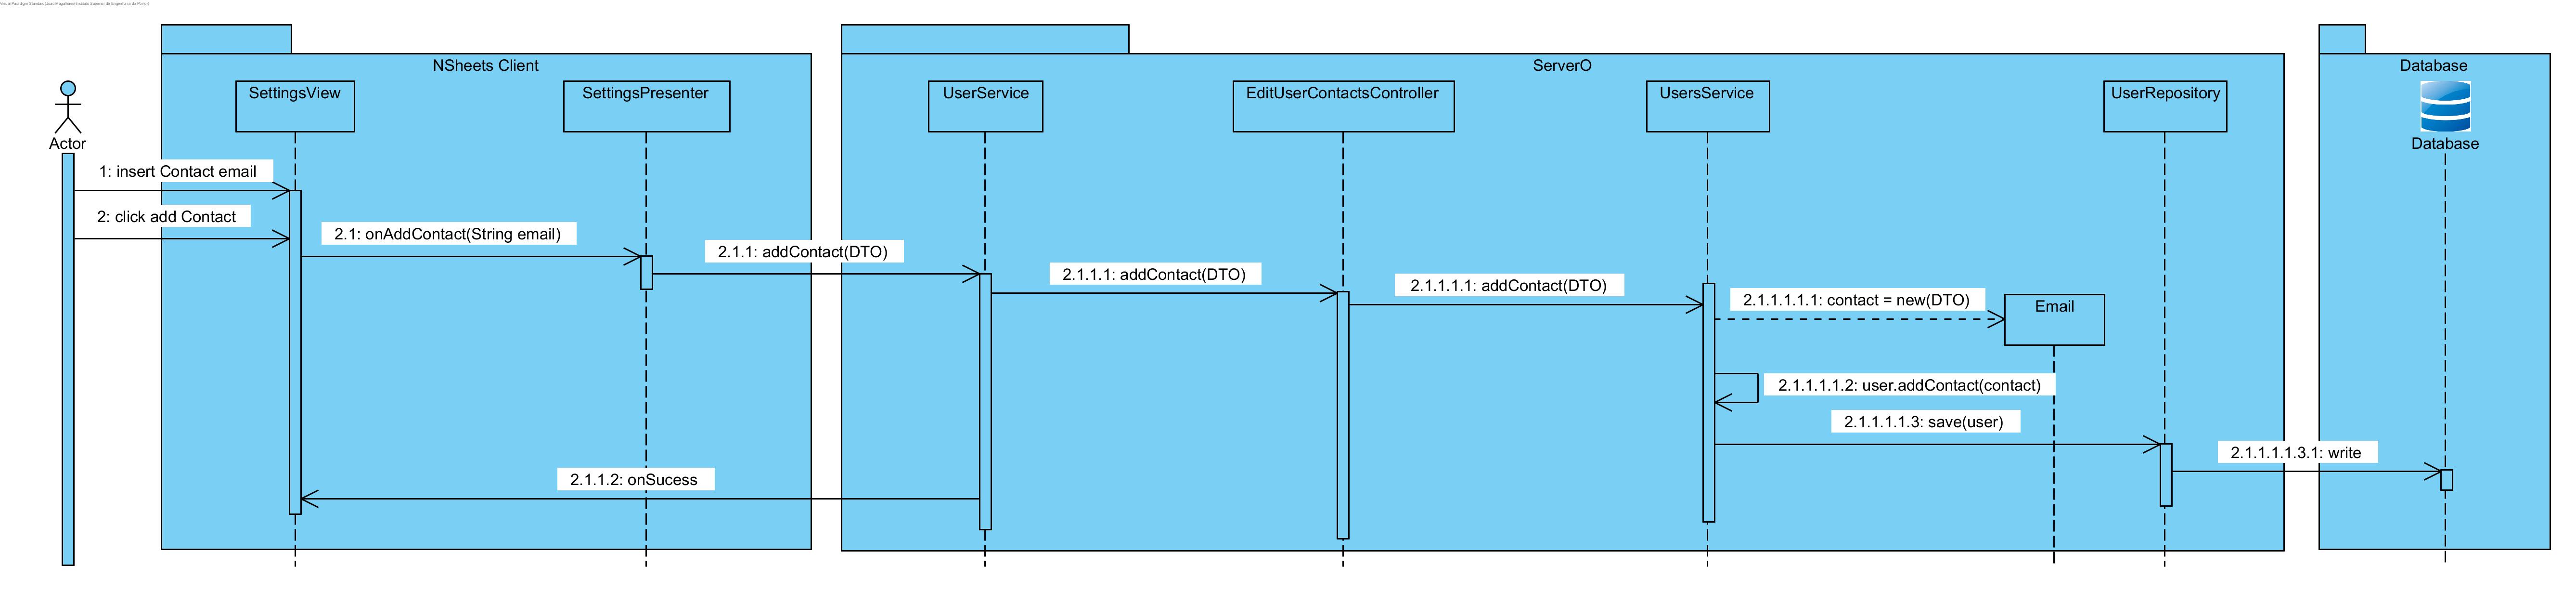 NSheets Client
ServerO
Database
SettingsView
SettingsPresenter
UserService
EditUserContactsController
UsersService
UserRepository
Actor
Database
1: insert Contact email
2: click add Contact
2.1: onAddContact(String email)
2.1.1: addContact(DTO)
2.1.1.1: addContact(DTO)
2.1.1.1.1: addContact(DTO)
2.1.1.1.1.1: contact = new(DTO)
Email
2.1.1.1.1.2: user.addContact(contact)
2.1.1.1.1.3: save(user)
2.1.1.1.1.3.1: write
2.1.1.2: onSucess